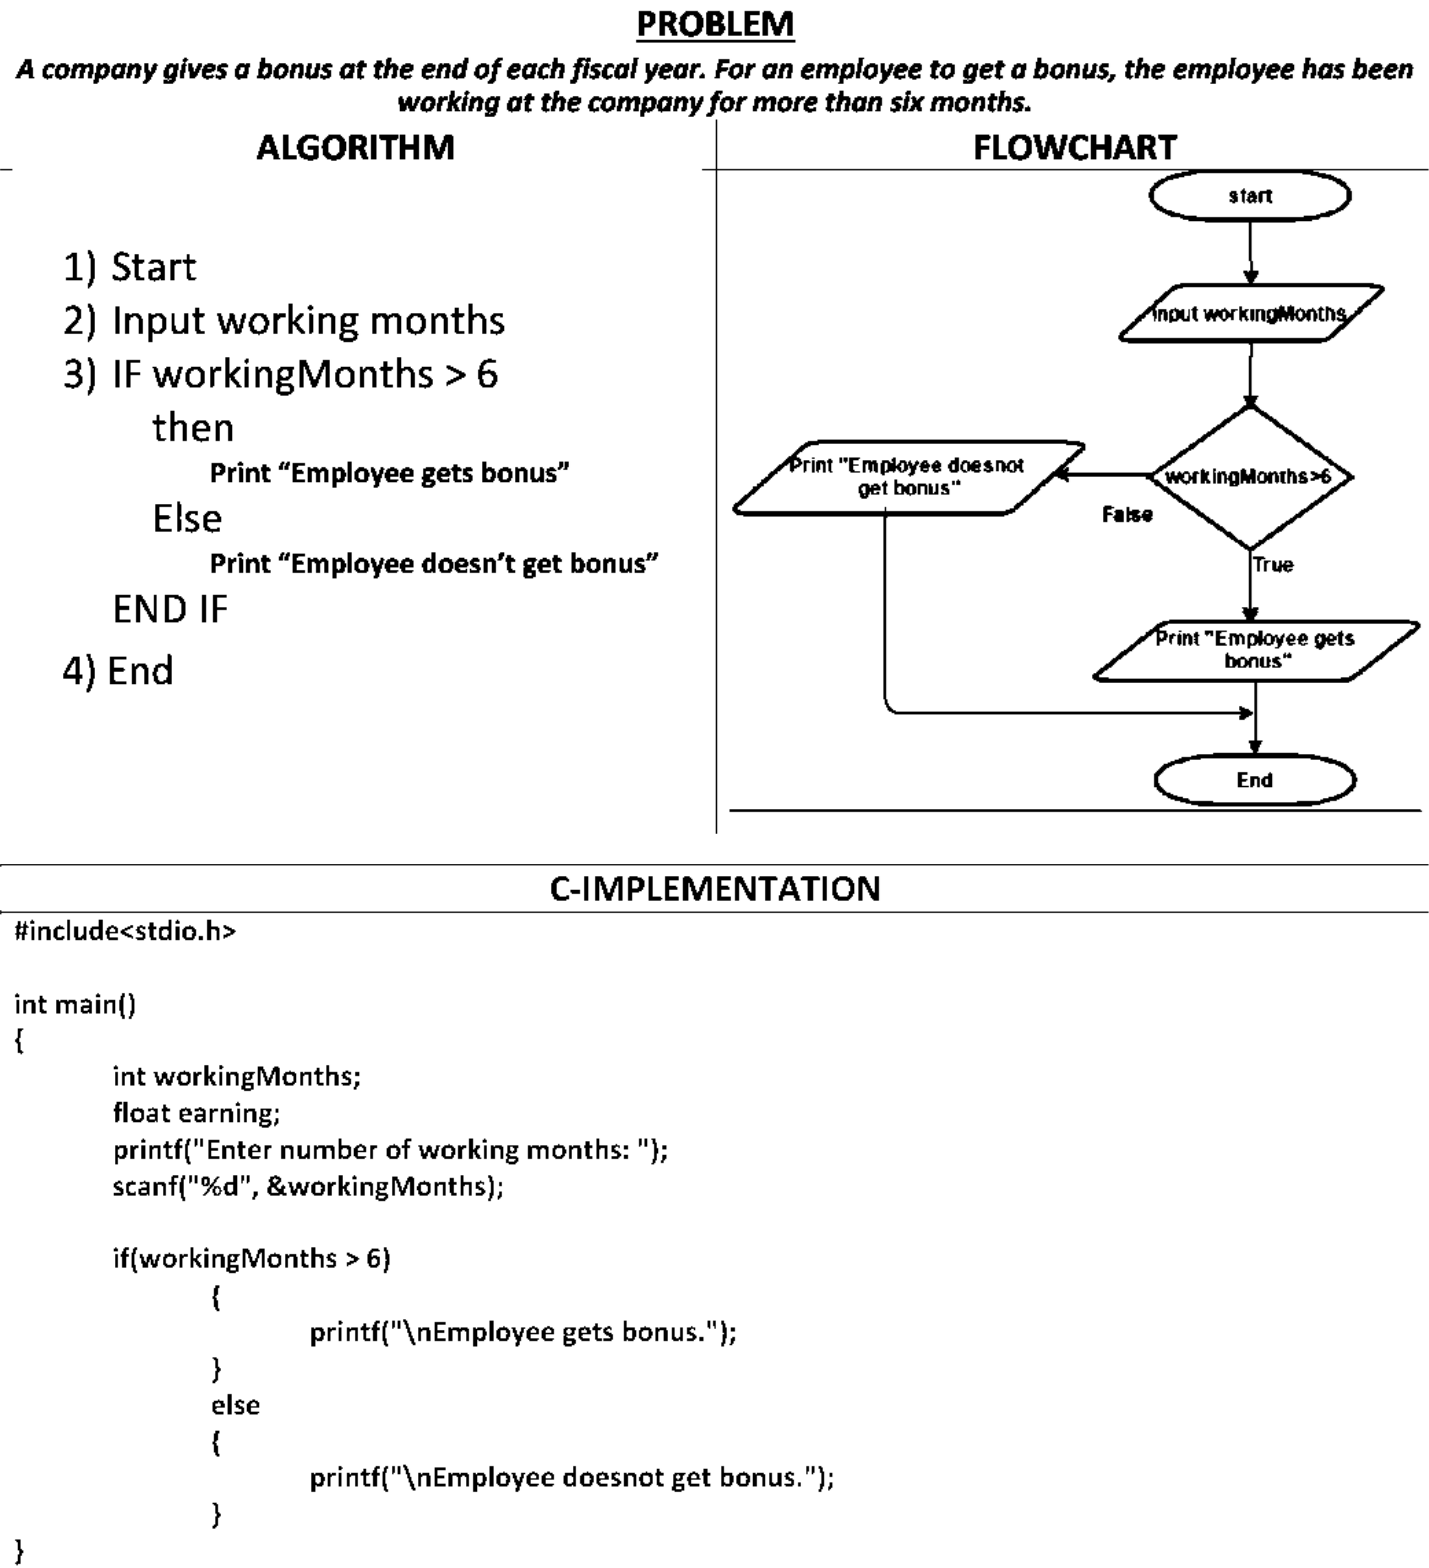 PROBLEM
A company gives a bonus at the end of each fiscal year. For an employee to get a bonus, the employee has been
working at the company for more than six months.
ALGORITHM
1) Start
2) Input working months
3) IF workingMonths > 6
then
Print “Employee gets bonus”
Else
Print “Employee doesn’t get bonus”
END IF
4) End
FLOWCHART
start
Input workingMonths
workingMonths>6
False
Print "Employee doesnot
get bonus"
True
Print "Employee gets
bonus"
End
C-IMPLEMENTATION
#include<stdio.h>
int main()
{
int workingMonths;
float earning;
printf("Enter number of working months: ");
scanf("%d", &workingMonths);
if(workingMonths > 6)
{
printf("\nEmployee gets bonus.");
}
else
{
printf("\nEmployee doesnot get bonus.");
}
}